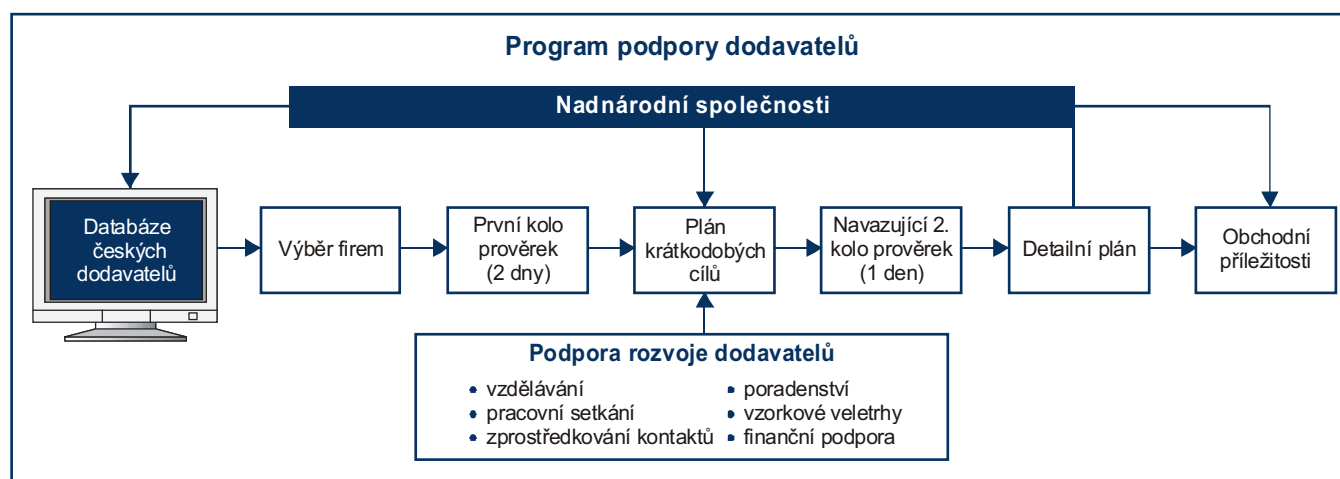 Program podpory dodavatelů
Nadnárodní společnosti
Databáze
českých
dodavatelů
Výběr firem
První kolo
prověrek
(2 dny)
Plán
krátkodobých
cílů
Navazující 2.
kolo prověrek
(1 den)
Detailní plán
Obchodní
příležitosti
Podpora rozvoje dodavatelů
• vzdělávání
• pracovní setkání
• zprostředkování kontaktů
• poradenství
• vzorkové veletrhy
• finanční podpora